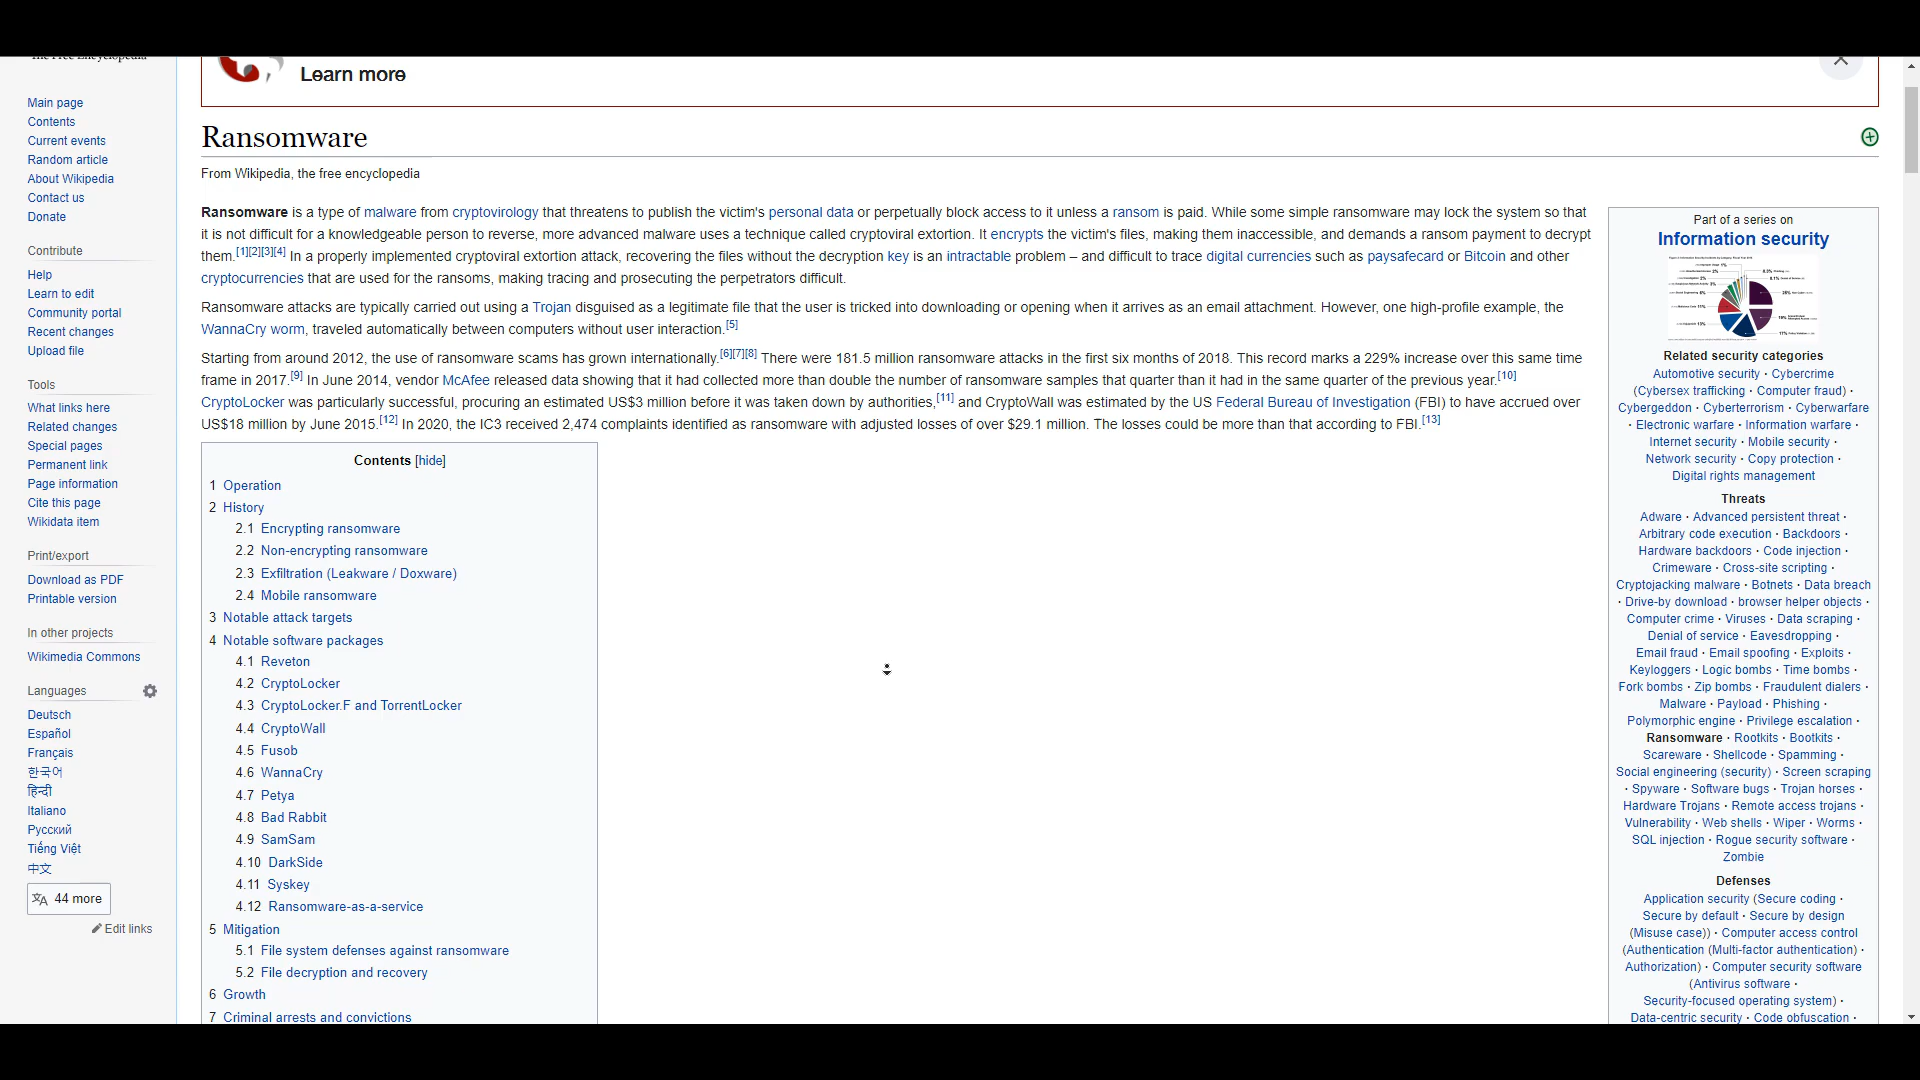 Learn more
Main page
Contents
Current events
Random article
About Wikipedia
Contact us
Donate
Contribute
Help
Learn to edit
Community portal
Recent changes
Upload file
Tools
What links here
Related changes
Special pages
Permanent link
Page information
Cite this page
Wikidata item
Print/export
Download as PDF
Printable version
In other projects
Wikimedia Commons
Languages
Deutsch
Español
Français
한국어
हिन्दी
Italiano
Русский
Tiếng Việt
中文
44 more
Edit links
Ransomware
From Wikipedia, the free encyclopedia
Ransomware is a type of malware from cryptovirology that threatens to publish the victim's personal data or perpetually block access to it unless a ransom is paid. While some simple ransomware may lock the system so that
it is not difficult for a knowledgeable person to reverse, more advanced malware uses a technique called cryptoviral extortion. It encrypts the victim's files, making them inaccessible, and demands a ransom payment to decrypt
them.[1][2][3][4] In a properly implemented cryptoviral extortion attack, recovering the files without the decryption key is an intractable problem – and difficult to trace digital currencies such as paysafecard or Bitcoin and other
cryptocurrencies that are used for the ransoms, making tracing and prosecuting the perpetrators difficult.
Ransomware attacks are typically carried out using a Trojan disguised as a legitimate file that the user is tricked into downloading or opening when it arrives as an email attachment. However, one high-profile example, the
WannaCry worm, traveled automatically between computers without user interaction.[5]
Starting from around 2012, the use of ransomware scams has grown internationally.[6][7][8] There were 181.5 million ransomware attacks in the first six months of 2018. This record marks a 229% increase over this same time
frame in 2017.[9] In June 2014, vendor McAfee released data showing that it had collected more than double the number of ransomware samples that quarter than it had in the same quarter of the previous year.[10]
CryptoLocker was particularly successful, procuring an estimated US$3 million before it was taken down by authorities,[11] and CryptoWall was estimated by the US Federal Bureau of Investigation (FBI) to have accrued over
US$18 million by June 2015.[12] In 2020, the IC3 received 2,474 complaints identified as ransomware with adjusted losses of over $29.1 million. The losses could be more than that according to FBI.[13]
Contents [hide]
1 Operation
2 History
2.1 Encrypting ransomware
2.2 Non-encrypting ransomware
2.3 Exfiltration (Leakware / Doxware)
2.4 Mobile ransomware
3 Notable attack targets
4 Notable software packages
4.1 Reveton
4.2 CryptoLocker
4.3 CryptoLocker.F and TorrentLocker
4.4 CryptoWall
4.5 Fusob
4.6 WannaCry
4.7 Petya
4.8 Bad Rabbit
4.9 SamSam
4.10 DarkSide
4.11 Syskey
4.12 Ransomware-as-a-service
5 Mitigation
5.1 File system defenses against ransomware
5.2 File decryption and recovery
6 Growth
7 Criminal arrests and convictions
Part of a series on
Information security
Related security categories
Automotive security · Cybercrime
(Cybersex trafficking · Computer fraud) ·
Cybergeddon · Cyberterrorism · Cyberwarfare
· Electronic warfare · Information warfare ·
Internet security · Mobile security ·
Network security · Copy protection ·
Digital rights management
Threats
Adware · Advanced persistent threat ·
Arbitrary code execution · Backdoors ·
Hardware backdoors · Code injection ·
Crimeware · Cross-site scripting ·
Cryptojacking malware · Botnets · Data breach
· Drive-by download · browser helper objects ·
Computer crime · Viruses · Data scraping ·
Denial of service · Eavesdropping ·
Email fraud · Email spoofing · Exploits ·
Keyloggers · Logic bombs · Time bombs ·
Fork bombs · Zip bombs · Fraudulent dialers ·
Malware · Payload · Phishing ·
Polymorphic engine · Privilege escalation ·
Ransomware · Rootkits · Bootkits ·
Scareware · Shellcode · Spamming ·
Social engineering (security) · Screen scraping
· Spyware · Software bugs · Trojan horses ·
Hardware Trojans · Remote access trojans ·
Vulnerability · Web shells · Wiper · Worms ·
SQL injection · Rogue security software ·
Zombie
Defenses
Application security (Secure coding ·
Secure by default · Secure by design
(Misuse case)) · Computer access control
(Authentication (Multi-factor authentication) ·
Authorization) · Computer security software
(Antivirus software ·
Security-focused operating system) ·
Data-centric security · Code obfuscation ·